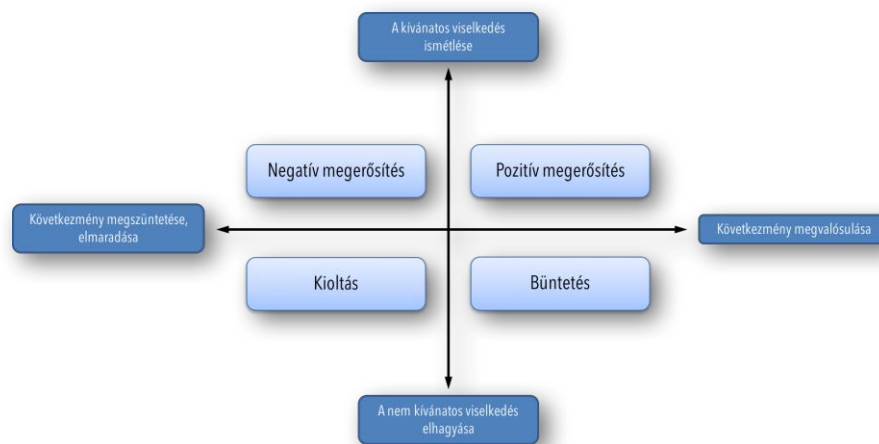 A kívánatos viselkedés
ismétlése
Negatív megerősítés
Pozitív megerősítés
Következmény megszüntetése,
elmaradása
Következmény megvalósulása
Kioltás
Büntetés
A nem kívánatos viselkedés
elhagyása